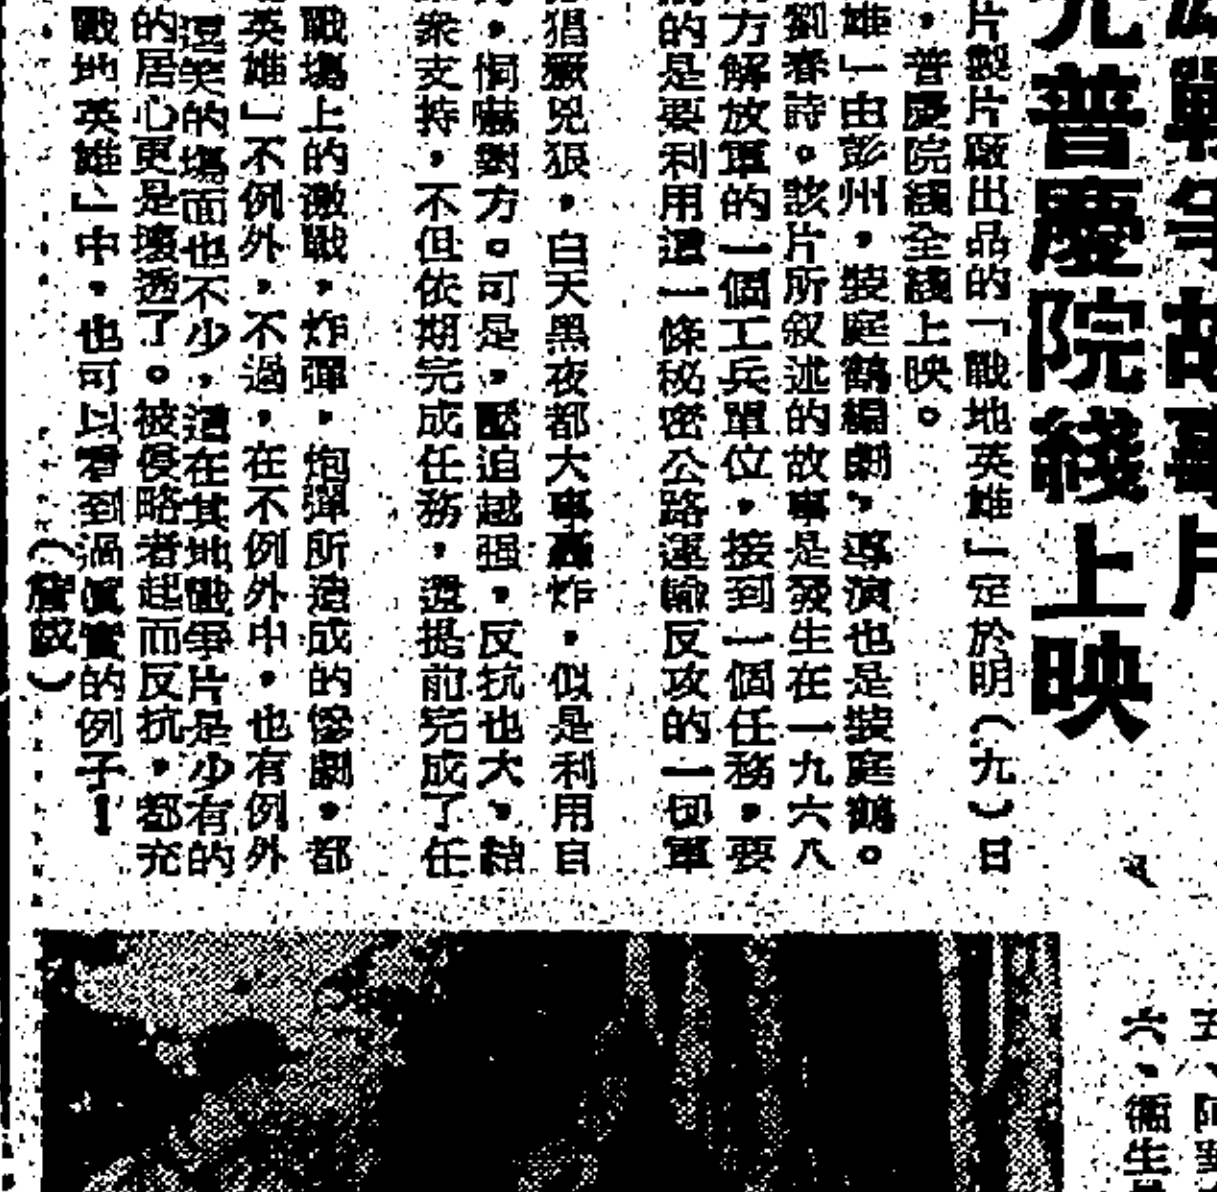 戰爭故事片
普慶院綫上映
片製片廠出品的「戰地英雄」定於明（九）日
，普慶院綫全綫上映。
雄」由彭州，裴庭鶴編劇，導演也是裴庭鶴。
劉春詩。該片所叙述的故事是發生在一九六八
方解放軍的一個工兵單位，接到一個任務，要
的是要利用這一條秘密公路運輸反攻的一切軍
猖獗兇狠，白天黑夜都大事轟炸，似是利用自
，恫嚇對方。可是，壓迫越强，反抗也大，結
衆支持，不但依期完成任務，還提前完成了任
戰場上的激戰，炸彈，炮彈所造成的慘劇，都
英雄」不例外，不過，在不例外中，也有例外
逗笑的場面也不少，這在其他戰爭片是少有的
的居心更是壞透了。被侵略者起而反抗，都充
戰地英雄」中，也可以看到過眞實的例子！
五、阿
六、衞生